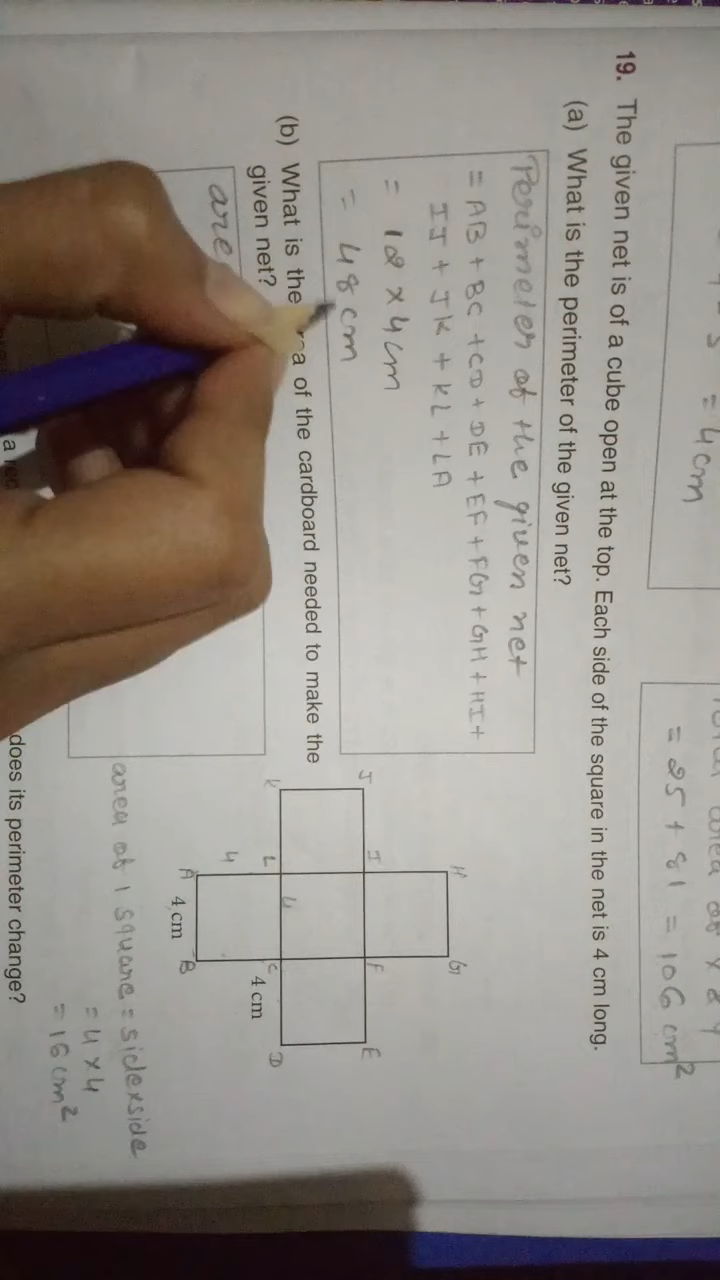 = 4cm
= 25 + 81 = 106 cm²
19. The given net is of a cube open at the top. Each side of the square in the net is 4 cm long.
(a) What is the perimeter of the given net?
Perimeter of the given net
= AB + BC + CD + DE + EF + FG + GH + HI +
IJ + JK + KL + LA
= 12 × 4cm
= 48 cm
(b) What is the of the cardboard needed to make the
given net?
are
H G
J I F E
K L C D
4 4
4 cm
A B
4 cm
area of 1 square = side×side
= 4 × 4
= 16 cm²
does its perimeter change?